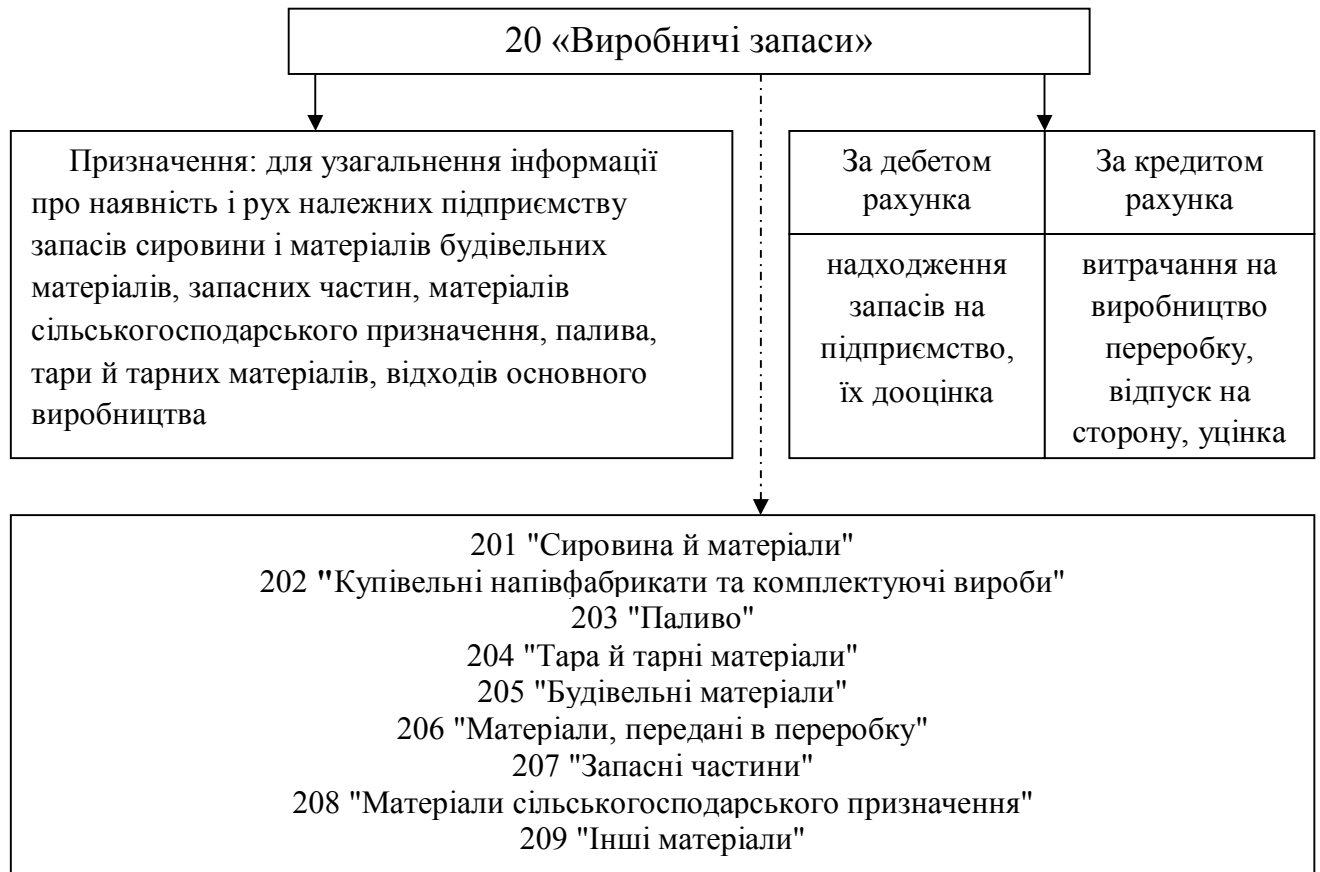 20 «Виробничі запаси»
Призначення: для узагальнення інформації
про наявність і рух належних підприємству
запасів сировини і матеріалів будівельних
матеріалів, запасних частин, матеріалів
сільськогосподарського призначення, палива,
тари й тарних матеріалів, відходів основного
виробництва
За дебетом
рахунка
За кредитом
рахунка
надходження
запасів на
підприємство,
їх дооцінка
витрачання на
виробництво
переробку,
відпуск на
сторону, уцінка
201 "Сировина й матеріали"
202 "Купівельні напівфабрикати та комплектуючі вироби"
203 "Паливо"
204 "Тара й тарні матеріали"
205 "Будівельні матеріали"
206 "Матеріали, передані в переробку"
207 "Запасні частини"
208 "Матеріали сільськогосподарського призначення"
209 "Інші матеріали"